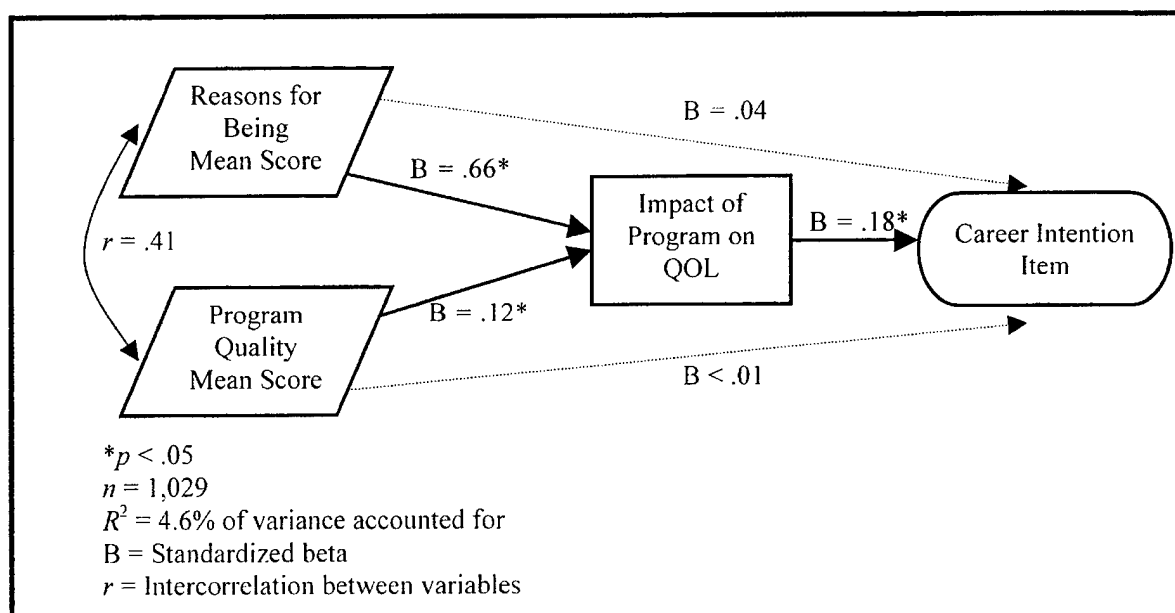 Reasons for
Being
Mean Score
B = .04
B = .66*
r = .41
Impact of
Program on
QOL
B = .18*
Career Intention
Item
Program
Quality
Mean Score
B = .12*
B < .01
*p < .05
n = 1,029
R² = 4.6% of variance accounted for
B = Standardized beta
r = Intercorrelation between variables